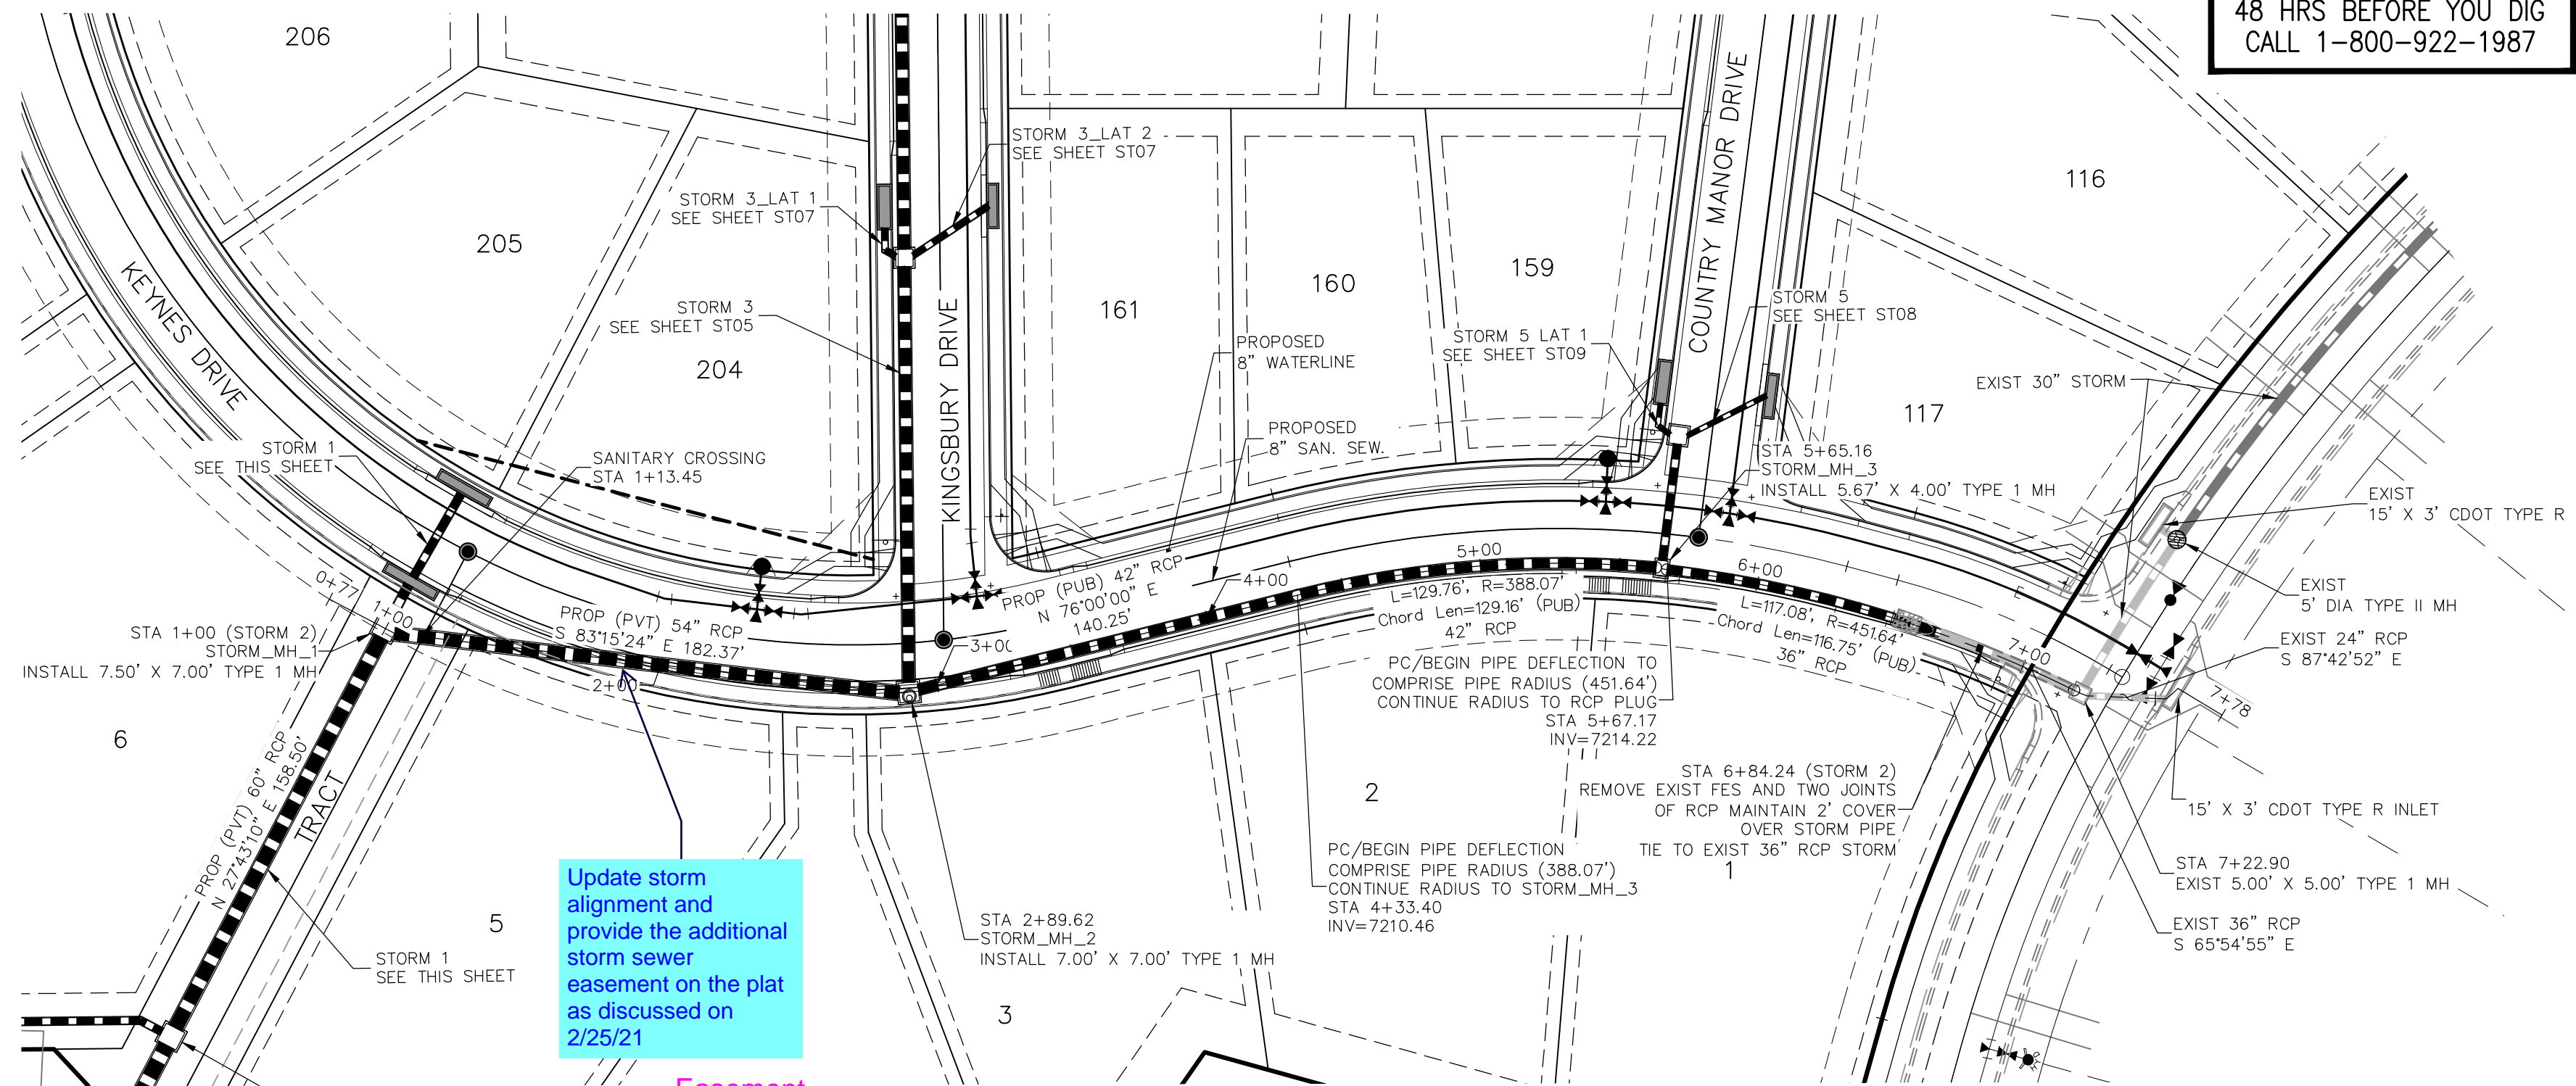 48 HRS BEFORE YOU DIG
CALL 1-800-922-1987
206
205
204
161
160
159
116
117
KEYNES DRIVE
KINGSBURY DRIVE
COUNTRY MANOR DRIVE
STORM 3_LAT 2
SEE SHEET ST07
STORM 3_LAT 1
SEE SHEET ST07
STORM 3
SEE SHEET ST05
PROPOSED
8" WATERLINE
PROPOSED
8" SAN. SEW.
STORM 5 LAT 1
SEE SHEET ST09
STORM 5
SEE SHEET ST08
EXIST 30" STORM
STORM 1
SEE THIS SHEET
SANITARY CROSSING
STA 1+13.45
STA 5+65.16
STORM_MH_3
INSTALL 5.67' X 4.00' TYPE 1 MH
EXIST
15' X 3' CDOT TYPE R
EXIST
5' DIA TYPE II MH
EXIST 24" RCP
S 87°42'52" E
0+77
1+00
2+00
3+00
4+00
5+00
6+00
7+00
7+78
PROP (PVT) 54" RCP
S 83°15'24" E 182.37'
PROP (PUB) 42" RCP
N 76°00'00" E
140.25'
L=129.76', R=388.07'
Chord Len=129.16' (PUB)
42" RCP
L=117.08', R=451.64'
Chord Len=116.75' (PUB)
36" RCP
STA 1+00 (STORM 2)
STORM_MH_1
INSTALL 7.50' X 7.00' TYPE 1 MH
PC/BEGIN PIPE DEFLECTION TO
COMPRISE PIPE RADIUS (451.64')
CONTINUE RADIUS TO RCP PLUG
STA 5+67.17
INV=7214.22
STA 6+84.24 (STORM 2)
REMOVE EXIST FES AND TWO JOINTS
OF RCP MAINTAIN 2' COVER
OVER STORM PIPE
TIE TO EXIST 36" RCP STORM
15' X 3' CDOT TYPE R INLET
STA 7+22.90
EXIST 5.00' X 5.00' TYPE 1 MH
EXIST 36" RCP
S 65°54'55" E
6
5
3
2
1
PROP (PVT) 60" RCP
N 27°43'10" E 158.50'
TRACT
STORM 1
SEE THIS SHEET
PC/BEGIN PIPE DEFLECTION
COMPRISE PIPE RADIUS (388.07')
CONTINUE RADIUS TO STORM_MH_3
STA 4+33.40
INV=7210.46
STA 2+89.62
STORM_MH_2
INSTALL 7.00' X 7.00' TYPE 1 MH
Update storm
alignment and
provide the additional
storm sewer
easement on the plat
as discussed on
2/25/21
Easement